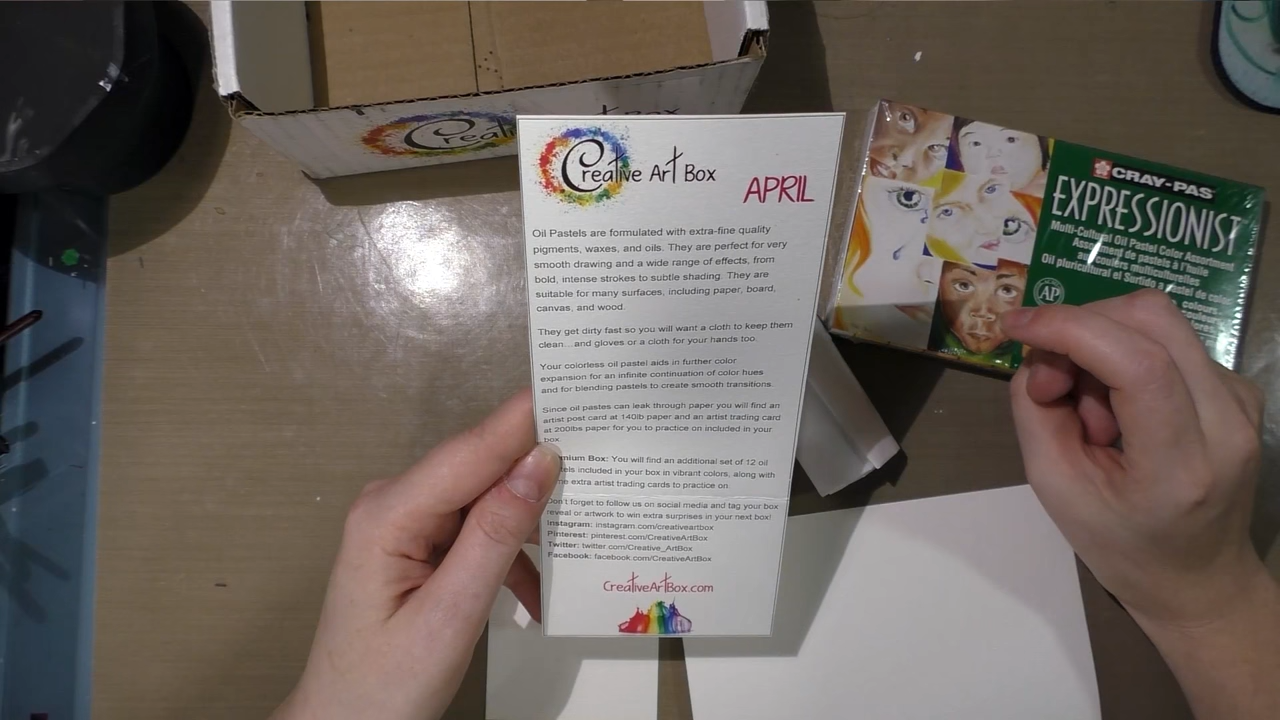 Creative Art Box
APRIL
Oil Pastels are formulated with extra-fine quality
pigments, waxes, and oils. They are perfect for very
smooth drawing and a wide range of effects, from
bold, intense strokes to subtle shading. They are
suitable for many surfaces, including paper, board,
canvas, and wood.
They get dirty fast so you will want a cloth to keep them
clean...and gloves or a cloth for your hands too.
Your colorless oil pastel aids in further color
expansion for an infinite continuation of color hues
and for blending pastels to create smooth transitions.
Since oil pastes can leak through paper you will find an
artist post card at 140lb paper and an artist trading card
at 200lbs paper for you to practice on included in your
box.
Box: You will find an additional set of 12 oil
included in your box in vibrant colors, along with
extra artist trading cards to practice on.
Don't forget to follow us on social media and tag your box
reveal or artwork to win extra surprises in your next box!
Instagram: instagram.com/creativeartbox
Pinterest: pinterest.com/CreativeArtBox
Twitter: twitter.com/Creative_ArtBox
Facebook: facebook.com/CreativeArtBox
CreativeArtBox.com
CRAY-PAS
EXPRESSIONIST
Multi-Cultural Oil Pastel Color Assortment
Assortiment de pastels à l'huile
couleurs multiculturelles
Oil pluricultural el Surtido a pastel de color
AP
colours